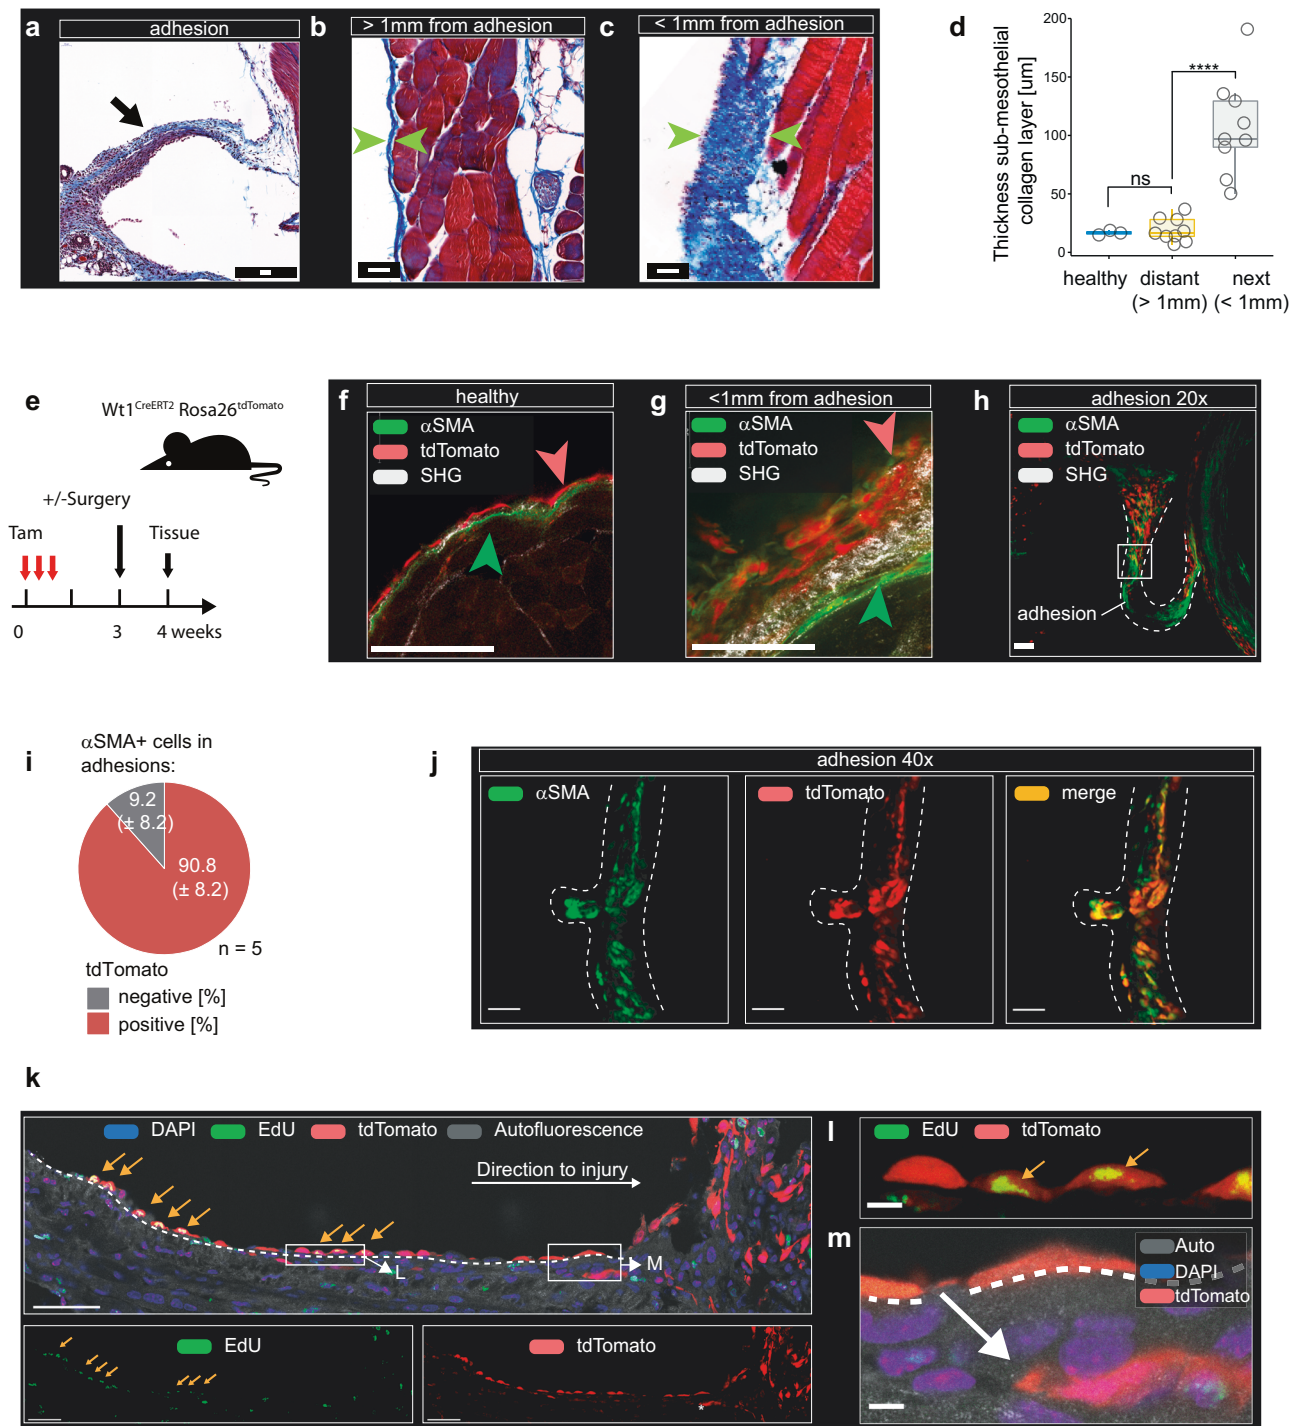 a
adhesion
b
> 1mm from adhesion
c
< 1mm from adhesion
d
Thickness sub-mesothelial
collagen layer [um]
200
150
100
50
0
ns
****
healthy
distant
(> 1mm)
next
(< 1mm)
e
Wt1CreERT2 Rosa26tdTomato
+/-Surgery
Tam
Tissue
0
3
4 weeks
f
healthy
αSMA
tdTomato
SHG
g
<1mm from adhesion
αSMA
tdTomato
SHG
h
adhesion 20x
αSMA
tdTomato
SHG
adhesion
i
αSMA+ cells in
adhesions:
9.2
(± 8.2)
90.8
(± 8.2)
n = 5
tdTomato
negative [%]
positive [%]
j
adhesion 40x
αSMA
tdTomato
merge
k
DAPI
EdU
tdTomato
Autofluorescence
Direction to injury
L
M
EdU
tdTomato
*
l
EdU
tdTomato
m
Auto
DAPI
tdTomato